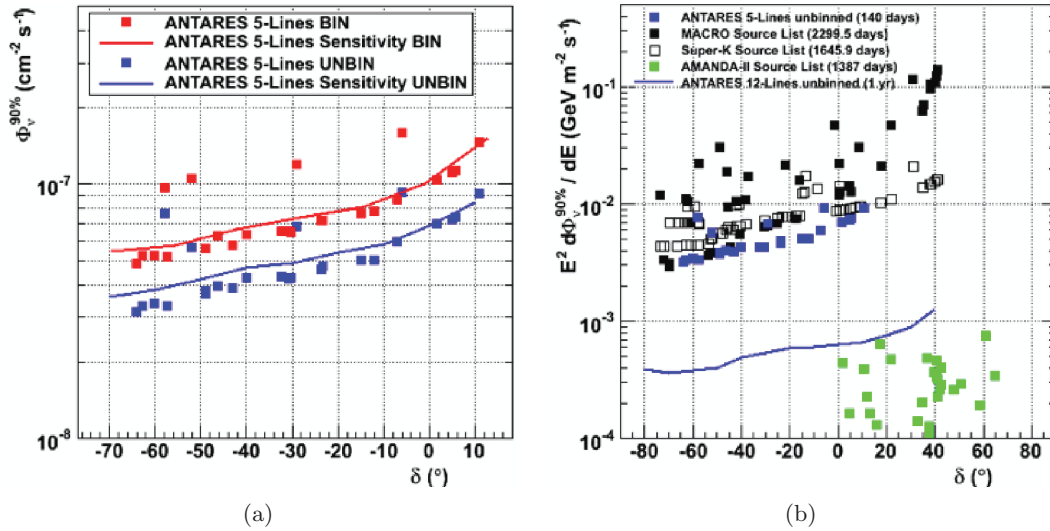 ANTARES 5-Lines BIN
ANTARES 5-Lines Sensitivity BIN
ANTARES 5-Lines UNBIN
ANTARES 5-Lines Sensitivity UNBIN
Φν90% (cm-2 s-1)
10-7
10-8
-70 -60 -50 -40 -30 -20 -10 0 10
δ (°)
(a)
ANTARES 5-Lines unbinned (140 days)
MACRO Source List (2299.5 days)
Super-K Source List (1645.9 days)
AMANDA-II Source List (1387 days)
ANTARES 12-Lines unbinned (1 yr)
E2 dΦν90% / dE (GeV m-2 s-1)
10-1
10-2
10-3
10-4
-80 -60 -40 -20 0 20 40 60 80
δ (°)
(b)